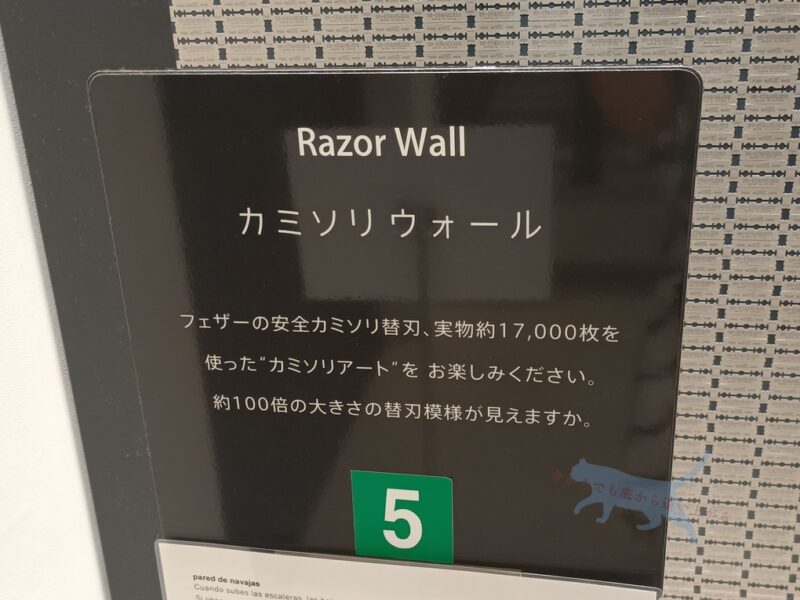 Razor Wall
カミソリウォール
フェザーの安全カミソリ替刃、実物約17,000枚を
使った“カミソリアート”を お楽しみください。
約100倍の大きさの替刃模様が見えますか。
5
pared de navajas
Cuando subes las escaleras, las